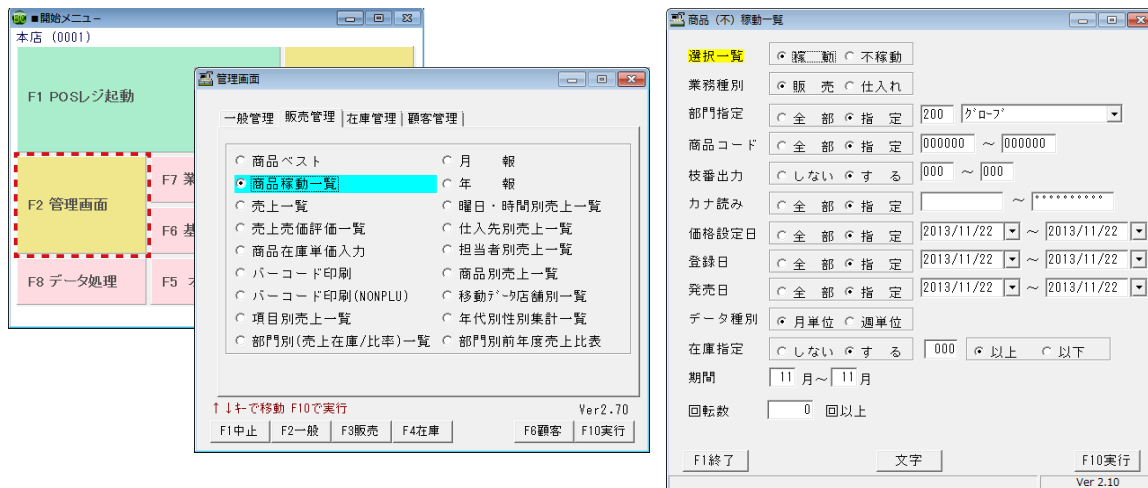 ■開始メニュー
本店 (0001)
F1 POSレジ起動
F2 管理画面
F7 業
F6 基
F8 データ処理
F5
管理画面
一般管理 販売管理 在庫管理 顧客管理
商品ベスト 月 報
商品稼動一覧 年 報
売上一覧 曜日・時間別売上一覧
売上売価評価一覧 仕入先別売上一覧
商品在庫単価入力 担当者別売上一覧
バーコード印刷 商品別売上一覧
バーコード印刷(NONPLU) 移動ﾃﾞｰﾀ店舗別一覧
項目別売上一覧 年代別性別集計一覧
部門別(売上在庫/比率)一覧 部門別前年度売上比表
↑↓ｷｰで移動 F10で実行 Ver2.70
F1中止 F2一般 F3販売 F4在庫 F6顧客 F10実行
商品（不）稼動一覧
選択一覧 稼 動 不稼動
業務種別 販 売 仕入れ
部門指定 全 部 指 定 200 ｸﾞﾛｰﾌﾞ
商品コード 全 部 指 定 000000 ～ 000000
枝番出力 しない す る 000 ～ 000
カナ読み 全 部 指 定 ～ **********
価格設定日 全 部 指 定 2013/11/22 ～ 2013/11/22
登録日 全 部 指 定 2013/11/22 ～ 2013/11/22
発売日 全 部 指 定 2013/11/22 ～ 2013/11/22
データ種別 月単位 週単位
在庫指定 しない す る 000 以上 以下
期間 11 月～ 11 月
回転数 0 回以上
F1終了 文字 F10実行
Ver 2.10